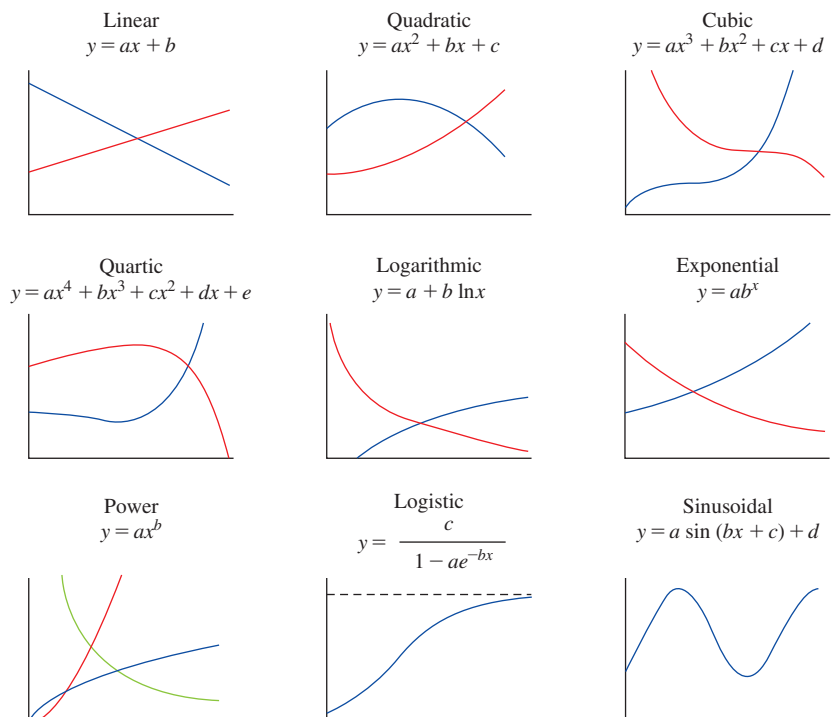 Linear
y = ax + b
Quadratic
y = ax² + bx + c
Cubic
y = ax³ + bx² + cx + d
Quartic
y = ax⁴ + bx³ + cx² + dx + e
Logarithmic
y = a + b lnx
Exponential
y = abˣ
Power
y = axᵇ
Logistic
y = c / (1 − ae⁻ᵇˣ)
Sinusoidal
y = a sin (bx + c) + d